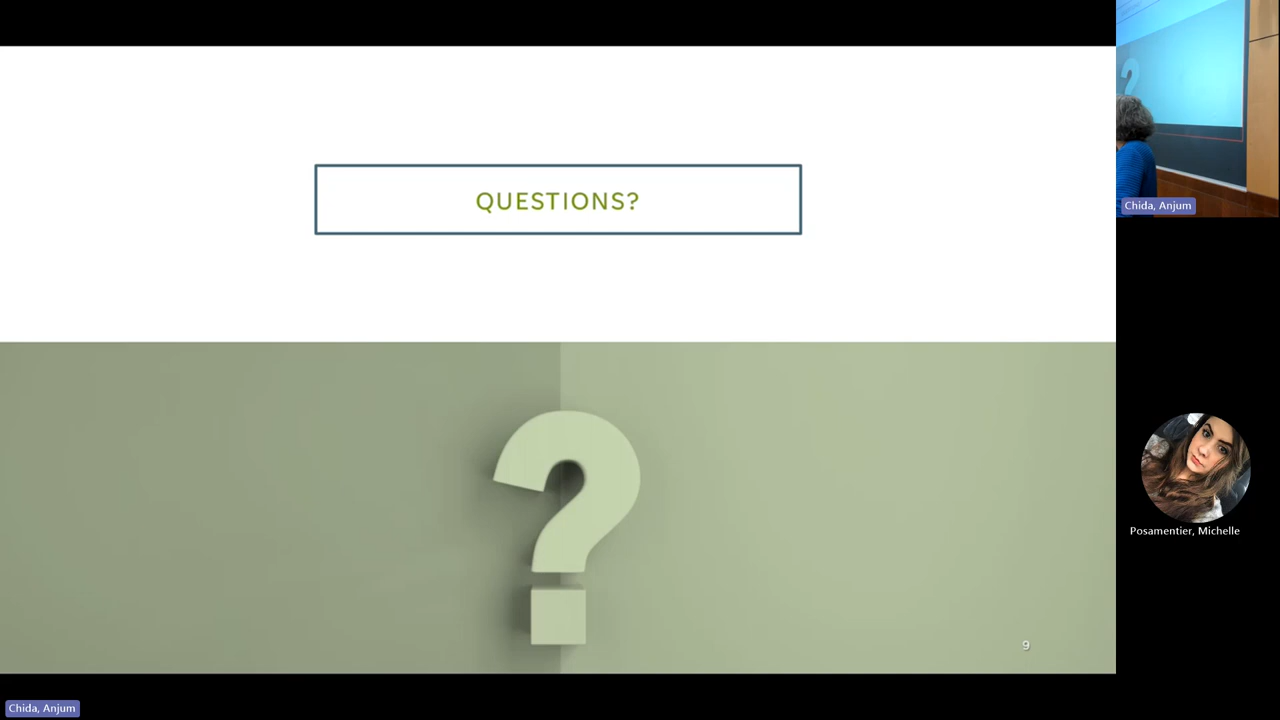 QUESTIONS?
9
Chida, Anjum
Posamentier, Michelle
Chida, Anjum